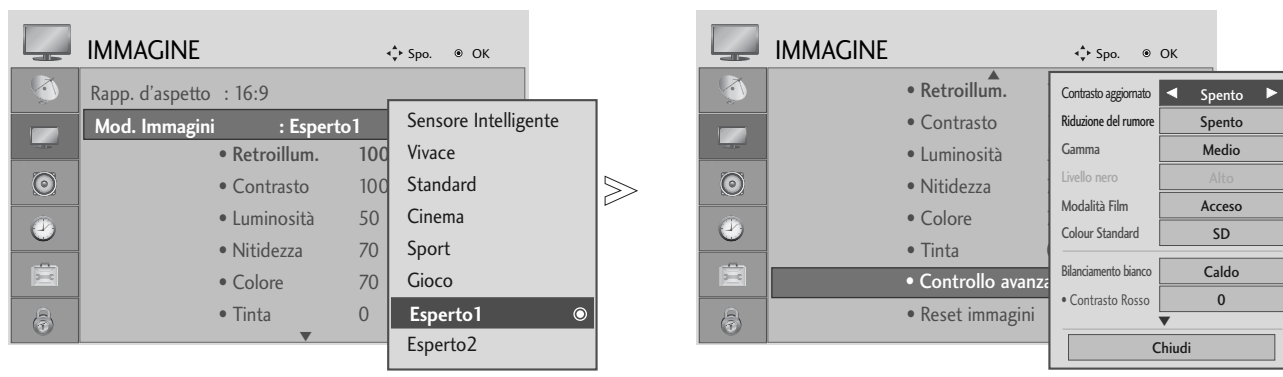 IMMAGINE
Spo. OK
Rapp. d'aspetto : 16:9
Mod. Immagini : Esperto1
• Retroillum. 100
• Contrasto 100
• Luminosità 50
• Nitidezza 70
• Colore 70
• Tinta 0
Sensore Intelligente
Vivace
Standard
Cinema
Sport
Gioco
Esperto1
Esperto2
IMMAGINE
Spo. OK
• Retroillum.
• Contrasto
• Luminosità
• Nitidezza
• Colore
• Tinta
• Controllo avanza
• Reset immagini
Contrasto aggiornato Spento
Riduzione del rumore Spento
Gamma Medio
Livello nero Alto
Modalità Film Acceso
Colour Standard SD
Bilanciamento bianco Caldo
• Contrasto Rosso 0
Chiudi